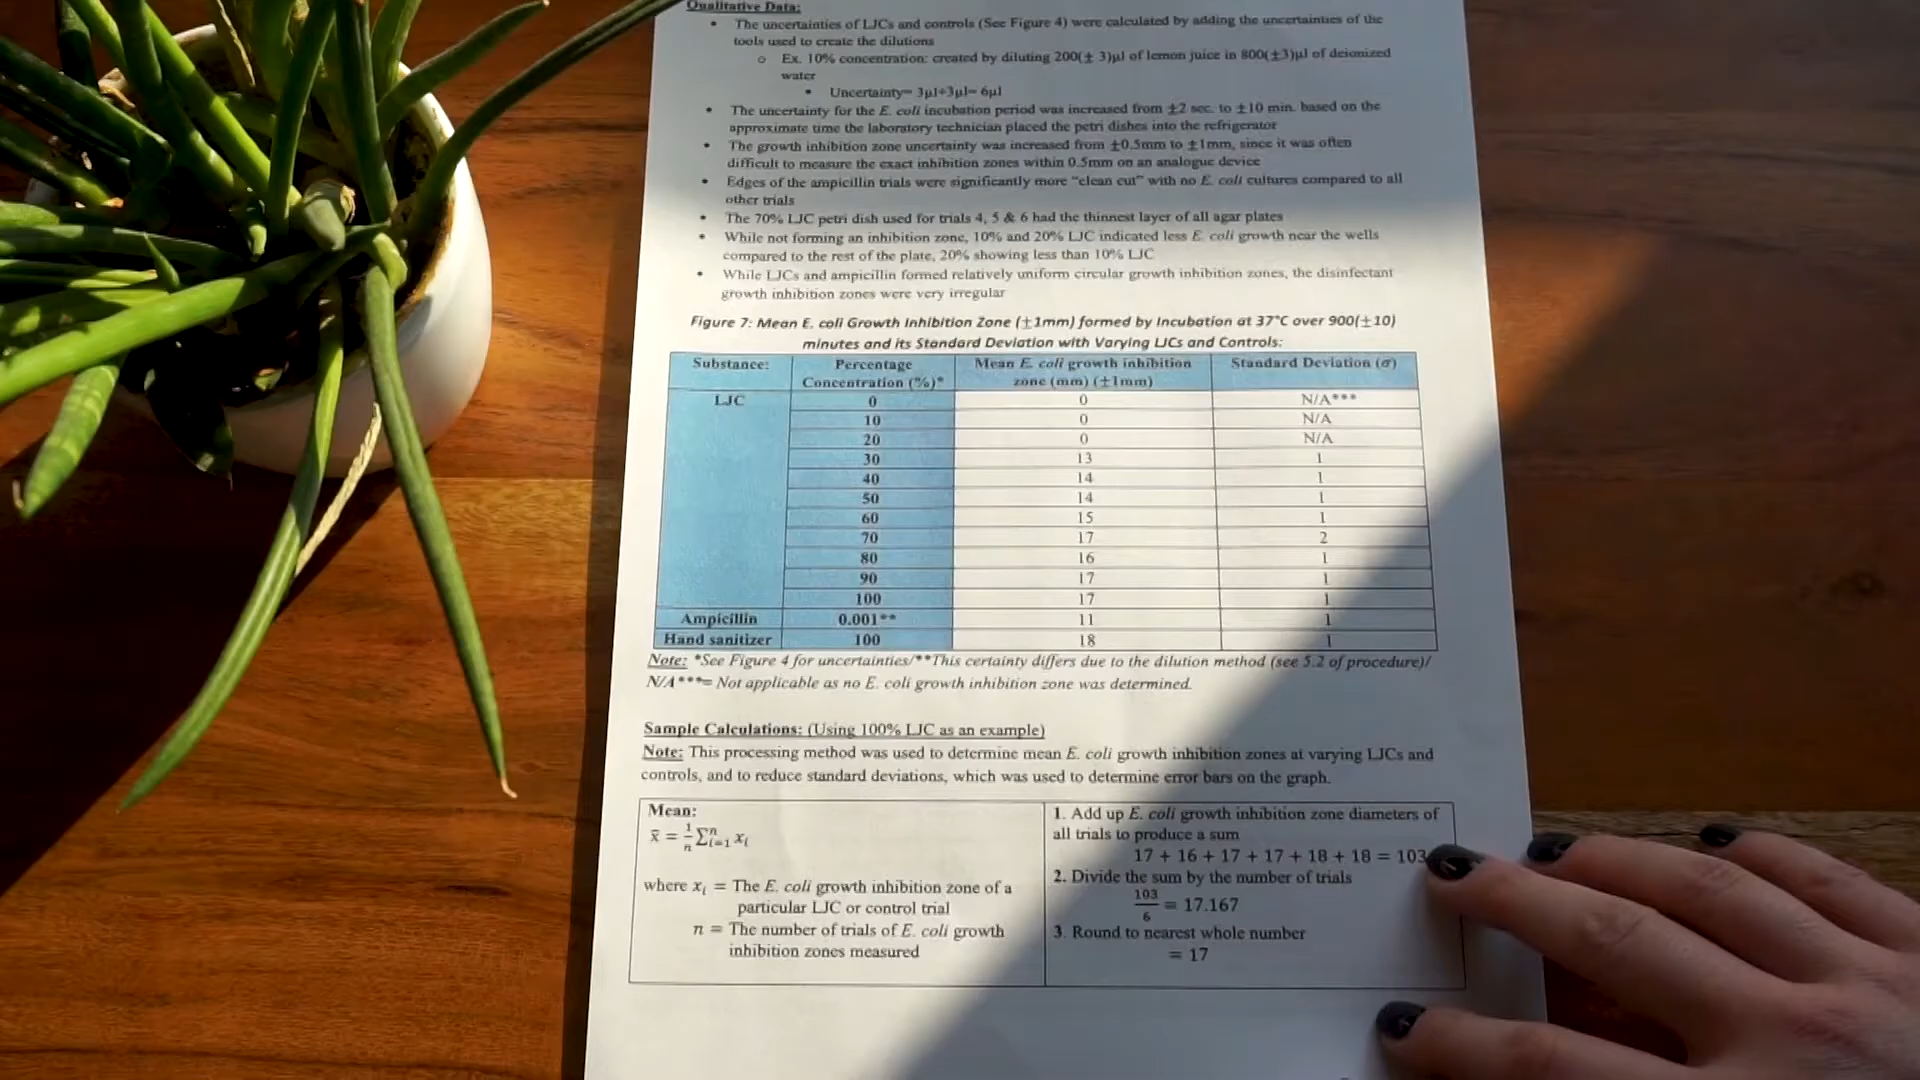 Qualitative Data:
• The uncertainties of LJCs and controls (See Figure 4) were calculated by adding the uncertainties of the
tools used to create the dilutions
o Ex. 10% concentration: created by diluting 200(± 3)µl of lemon juice in 800(±3)µl of deionized
water
▪ Uncertainty= 3µl+3µl= 6µl
• The uncertainty for the E. coli incubation period was increased from ±2 sec. to ±10 min. based on the
approximate time the laboratory technician placed the petri dishes into the refrigerator
• The growth inhibition zone uncertainty was increased from ±0.5mm to ±1mm, since it was often
difficult to measure the exact inhibition zones within 0.5mm on an analogue device
• Edges of the ampicillin trials were significantly more "clean cut" with no E. coli cultures compared to all
other trials
• The 70% LJC petri dish used for trials 4, 5 & 6 had the thinnest layer of all agar plates
• While not forming an inhibition zone, 10% and 20% LJC indicated less E. coli growth near the wells
compared to the rest of the plate, 20% showing less than 10% LJC
• While LJCs and ampicillin formed relatively uniform circular growth inhibition zones, the disinfectant
growth inhibition zones were very irregular
Figure 7: Mean E. coli Growth Inhibition Zone (±1mm) formed by Incubation at 37°C over 900(±10)
minutes and its Standard Deviation with Varying LJCs and Controls:
Substance: Percentage Concentration (%)* Mean E. coli growth inhibition zone (mm) (±1mm) Standard Deviation (σ)
LJC 0 0 N/A***
10 0 N/A
20 0 N/A
30 13 1
40 14 1
50 14 1
60 15 1
70 17 2
80 16 1
90 17 1
100 17 1
Ampicillin 0.001** 11 1
Hand sanitizer 100 18 1
Note: *See Figure 4 for uncertainties/**This certainty differs due to the dilution method (see 5.2 of procedure)/
N/A***= Not applicable as no E. coli growth inhibition zone was determined.
Sample Calculations: (Using 100% LJC as an example)
Note: This processing method was used to determine mean E. coli growth inhibition zones at varying LJCs and
controls, and to reduce standard deviations, which was used to determine error bars on the graph.
Mean:
x̄ = 1/n ∑ⁿᵢ₌₁ xᵢ
where xᵢ = The E. coli growth inhibition zone of a
particular LJC or control trial
n = The number of trials of E. coli growth
inhibition zones measured
1. Add up E. coli growth inhibition zone diameters of
all trials to produce a sum
17 + 16 + 17 + 17 + 18 + 18 = 103
2. Divide the sum by the number of trials
103/6 = 17.167
3. Round to nearest whole number
= 17